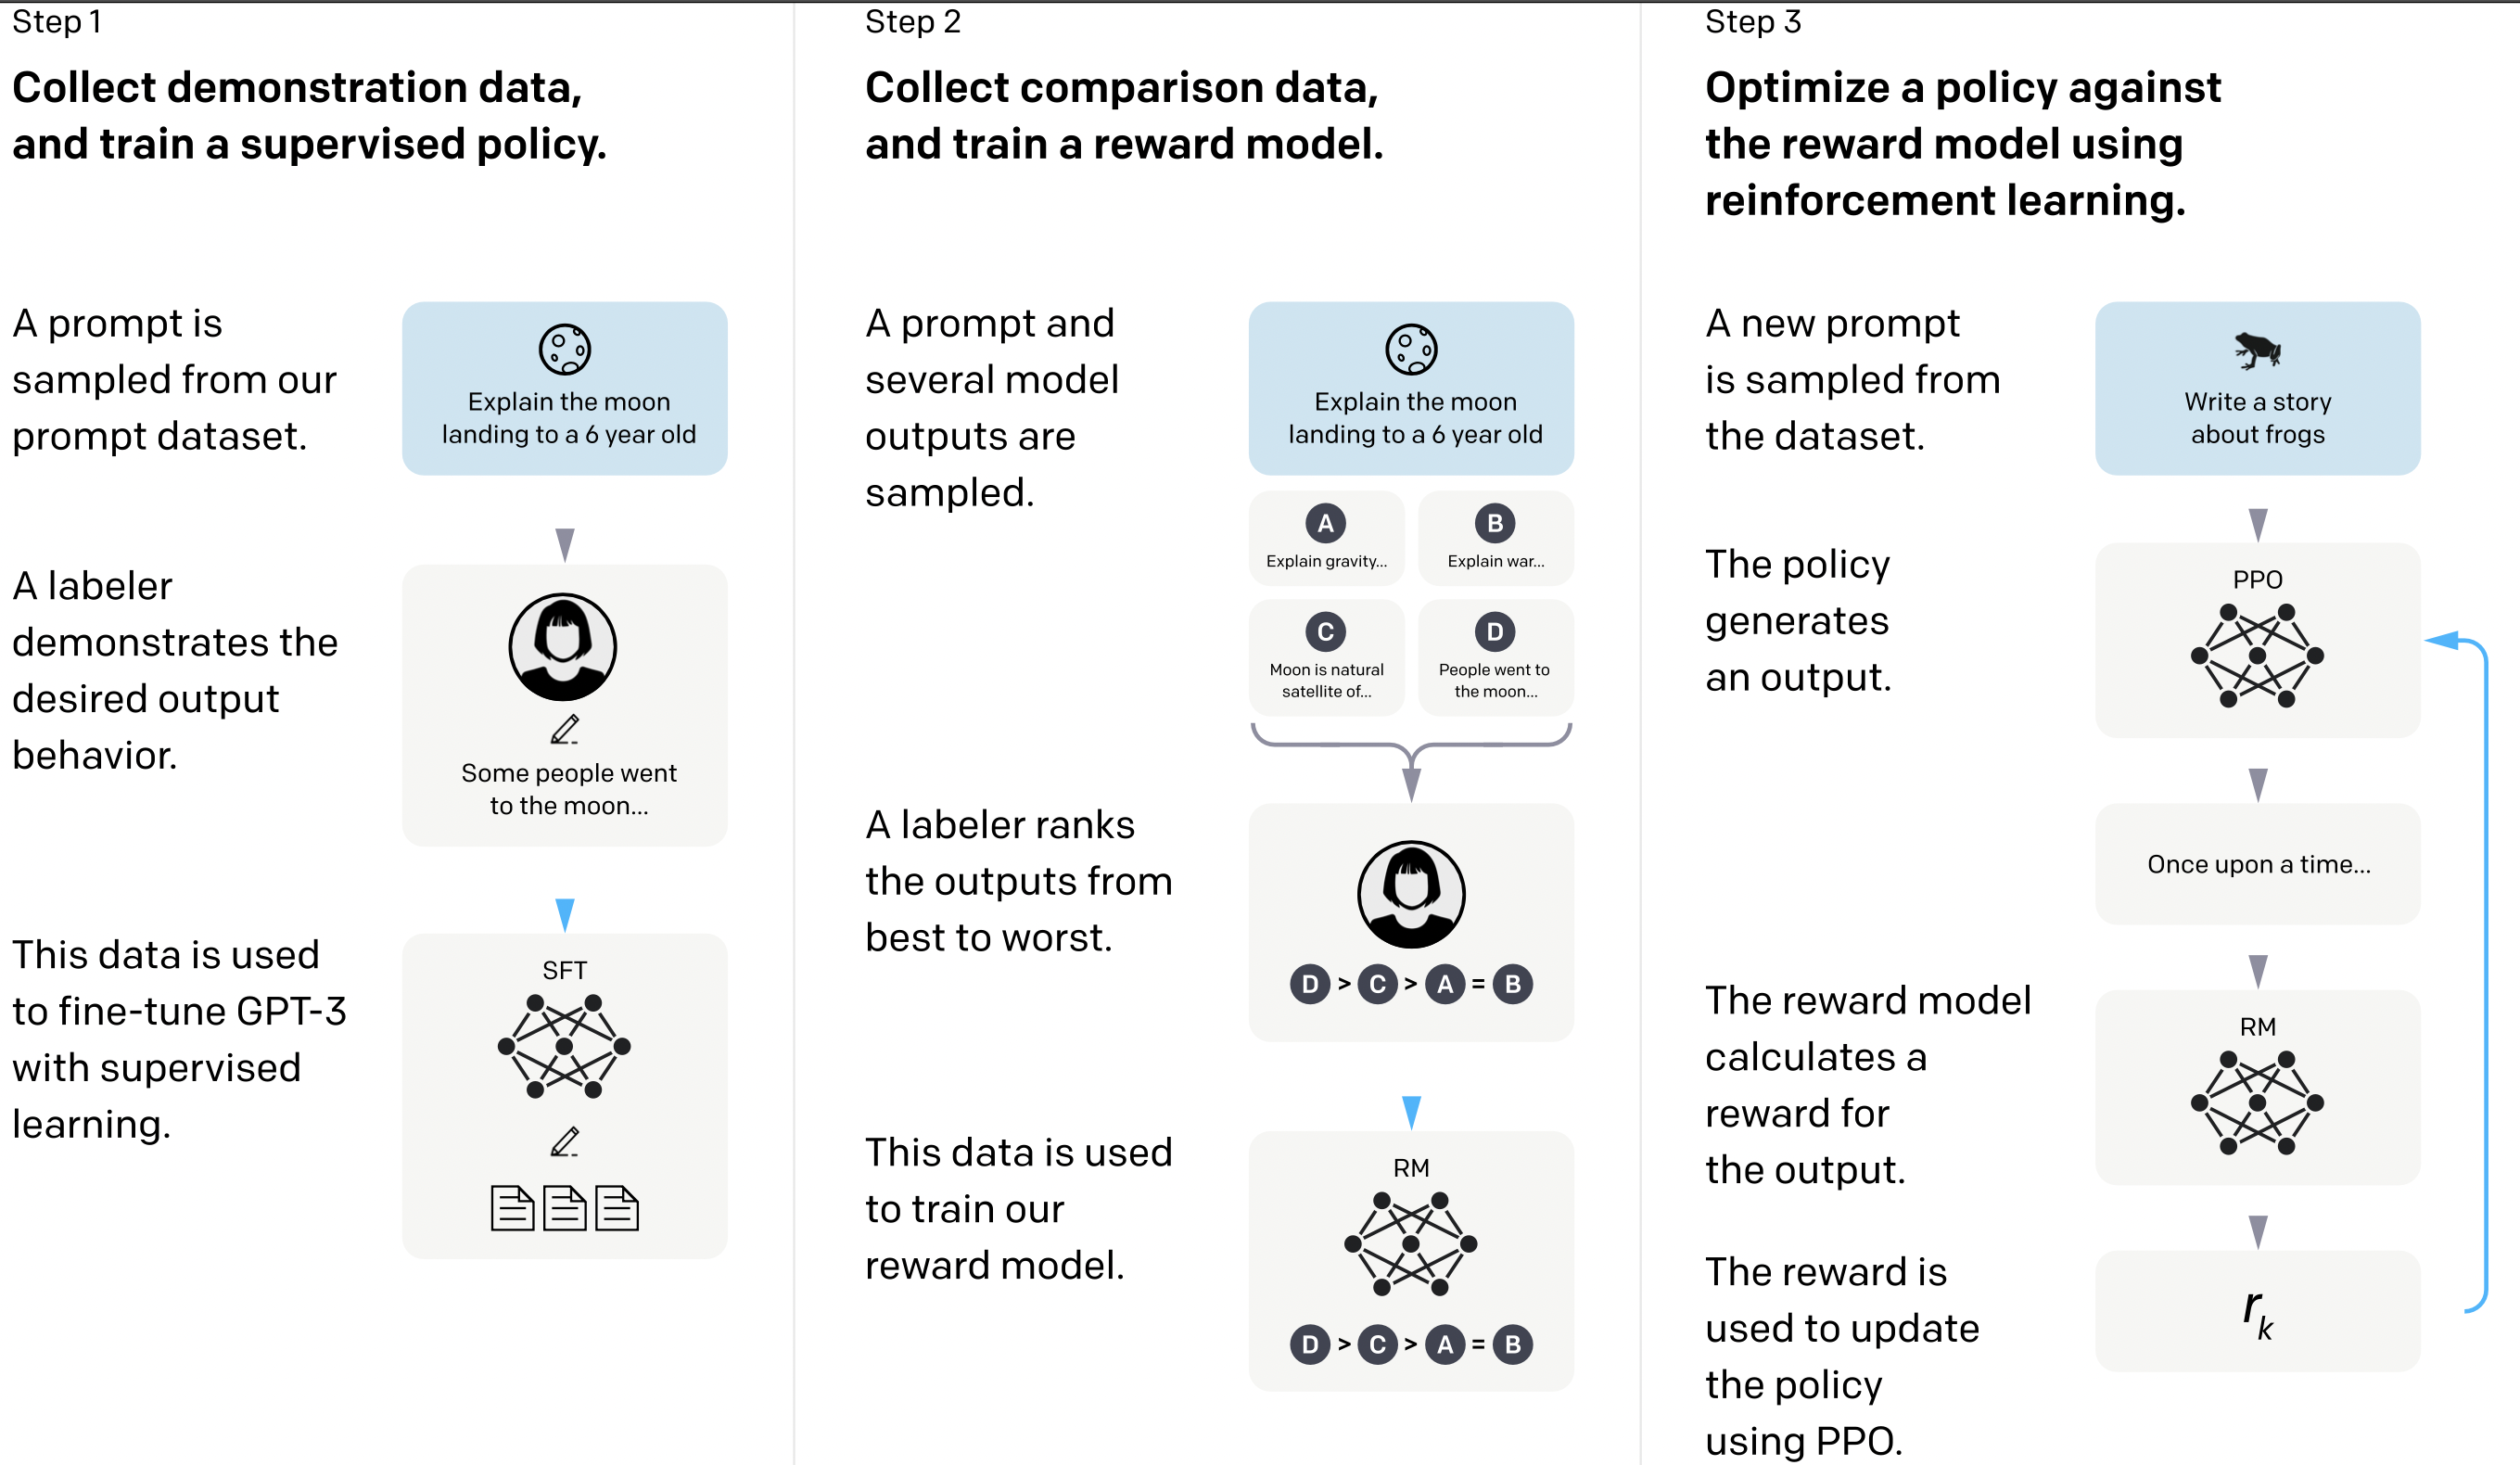 Step 1
Collect demonstration data,
and train a supervised policy.
A prompt is
sampled from our
prompt dataset.
Explain the moon
landing to a 6 year old
A labeler
demonstrates the
desired output
behavior.
Some people went
to the moon...
This data is used
to fine-tune GPT-3
with supervised
learning.
SFT
Step 2
Collect comparison data,
and train a reward model.
A prompt and
several model
outputs are
sampled.
Explain the moon
landing to a 6 year old
A
Explain gravity...
B
Explain war...
C
Moon is natural
satellite of...
D
People went to
the moon...
A labeler ranks
the outputs from
best to worst.
D > C > A = B
This data is used
to train our
reward model.
RM
D > C > A = B
Step 3
Optimize a policy against
the reward model using
reinforcement learning.
A new prompt
is sampled from
the dataset.
Write a story
about frogs
The policy
generates
an output.
PPO
Once upon a time...
The reward model
calculates a
reward for
the output.
RM
The reward is
used to update
the policy
using PPO.
r_k